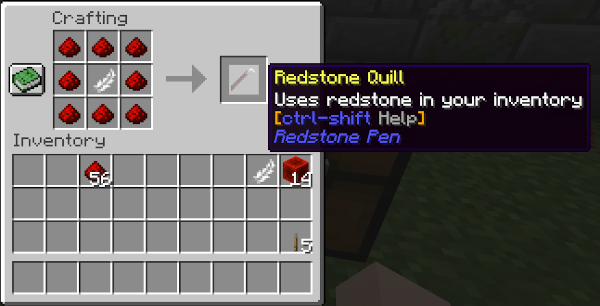 Crafting
Redstone Quill
Uses redstone in your inventory
[ctrl-shift Help]
Redstone Pen
Inventory
56
14
5